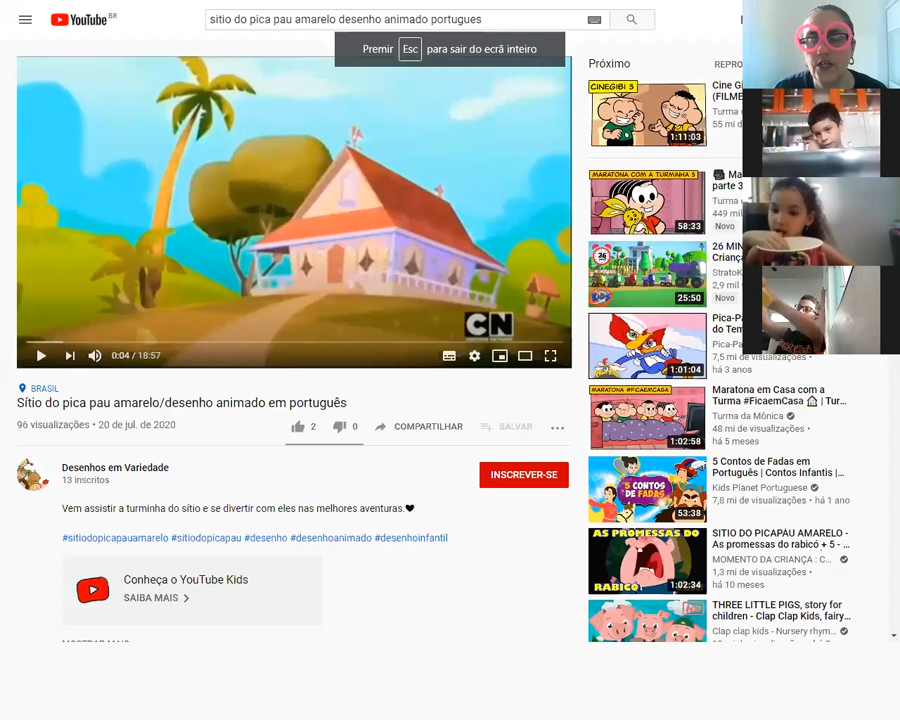 YouTube BR
sitio do pica pau amarelo desenho animado portugues
Premir Esc para sair do ecrã inteiro
CN
0:04 / 18:57
BRASIL
Sítio do pica pau amarelo/desenho animado em português
96 visualizações • 20 de jul. de 2020
2
0
COMPARTILHAR
SALVAR
Desenhos em Variedade
13 inscritos
INSCREVER-SE
Vem assistir a turminha do sítio e se divertir com eles nas melhores aventuras.🖤
#sitiodopicapauamarelo #sitiodopicapau #desenho #desenhoanimado #desenhoinfantil
Conheça o YouTube Kids
SAIBA MAIS
Próximo
REPRO
CINEGIBI 3
1:11:03
Cine Gi
(FILME
Turma d
55 mi d
MARATONA COM A TURMINHA 3
58:33
Ma
parte 3
Turma d
449 mil
Novo
26 MIN
KIDS
25:50
26 MIN
Crianç
StratoK
2,9 mil
Novo
1:01:04
Pica-Pa
do Tem
Pica-Pa
7,5 mi de visualizações •
há 3 anos
MARATONA #FICAEMCASA
1:02:58
Maratona em Casa com a
Turma #FicaemCasa 🏠 | Tur...
Turma da Mônica
48 mi de visualizações •
há 5 meses
5 CONTOS DE FADAS
53:38
5 Contos de Fadas em
Português | Contos Infantis |...
Kids Planet Portuguese
7,8 mi de visualizações • há 1 ano
AS PROMESSAS DO
RABICÓ
1:02:34
SITIO DO PICAPÁU AMARELO -
As promessas do rabicó + 5 - ...
MOMENTO DA CRIANÇA : C...
1,3 mi de visualizações •
há 10 meses
THREE LITTLE PIGS, story for
children - Clap Clap Kids, fairy...
Clap clap kids - Nursery rhym...